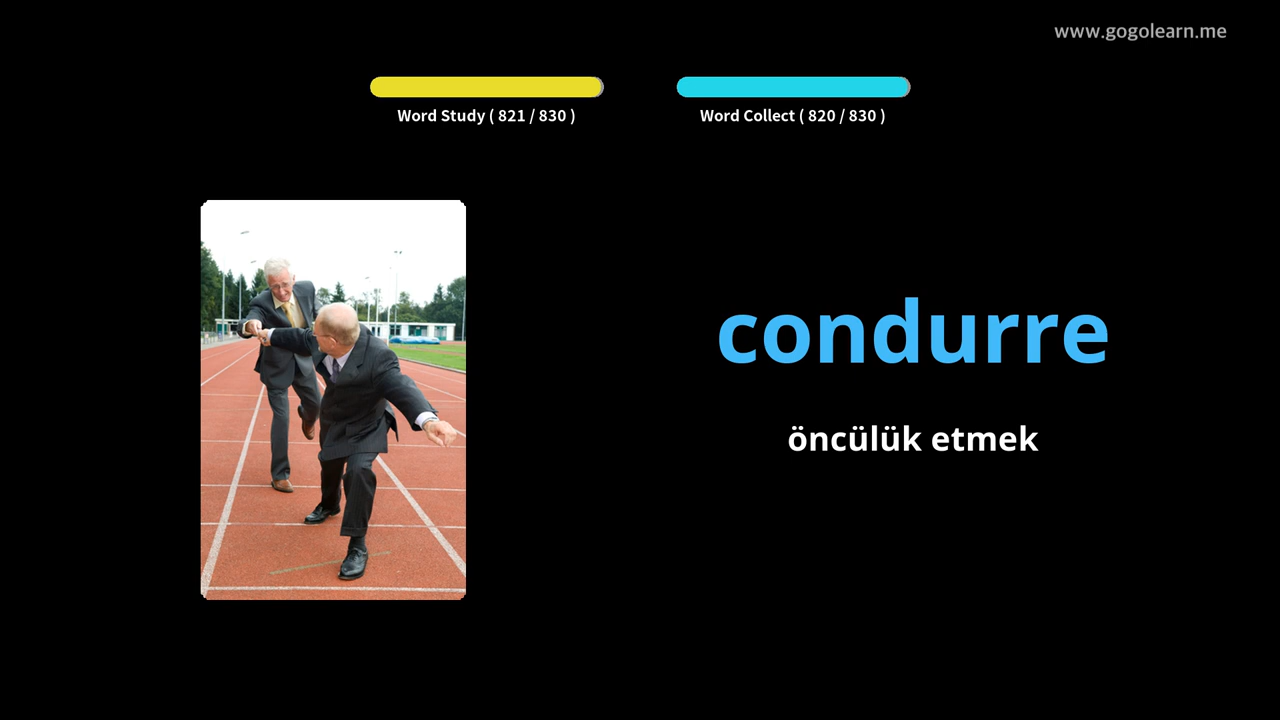 www.gogolearn.me
Word Study ( 821 / 830 )
Word Collect ( 820 / 830 )
condurre
öncülük etmek